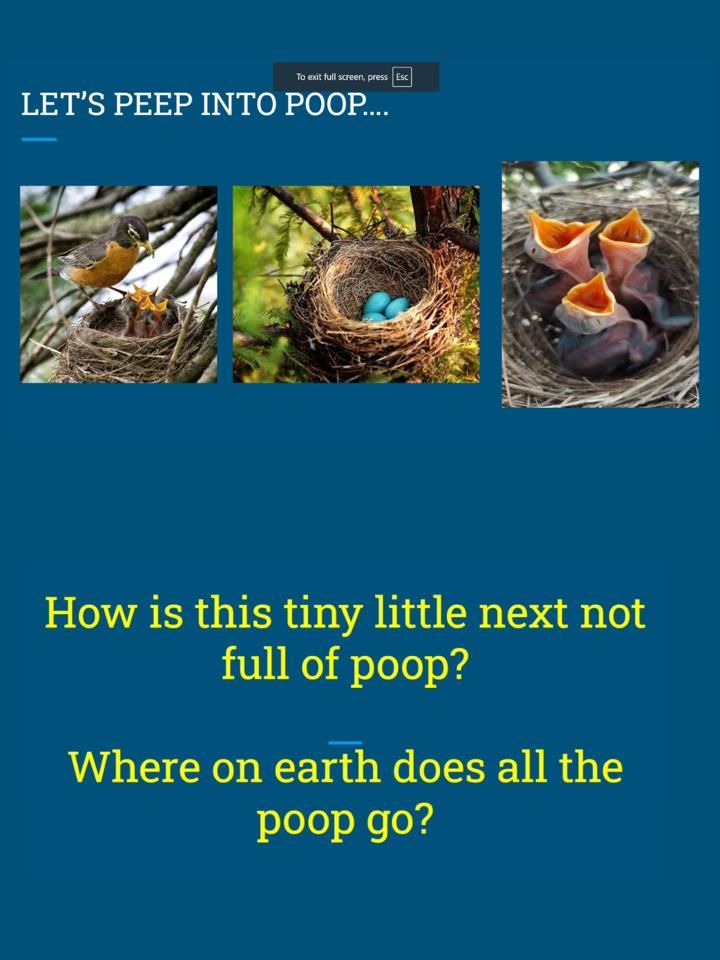 To exit full screen, press Esc
LET’S PEEP INTO POOP....
How is this tiny little next not
full of poop?
Where on earth does all the
poop go?